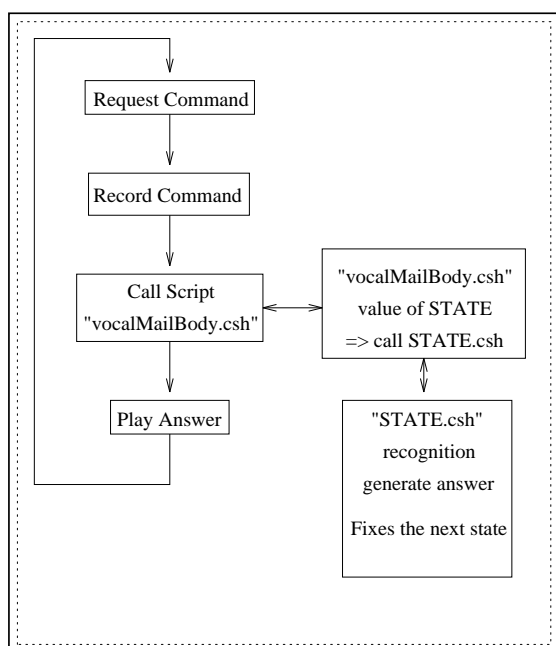 Request Command
Record Command
Call Script
"vocalMailBody.csh"
Play Answer
"vocalMailBody.csh"
value of STATE
=> call STATE.csh
"STATE.csh"
recognition
generate answer
Fixes the next state